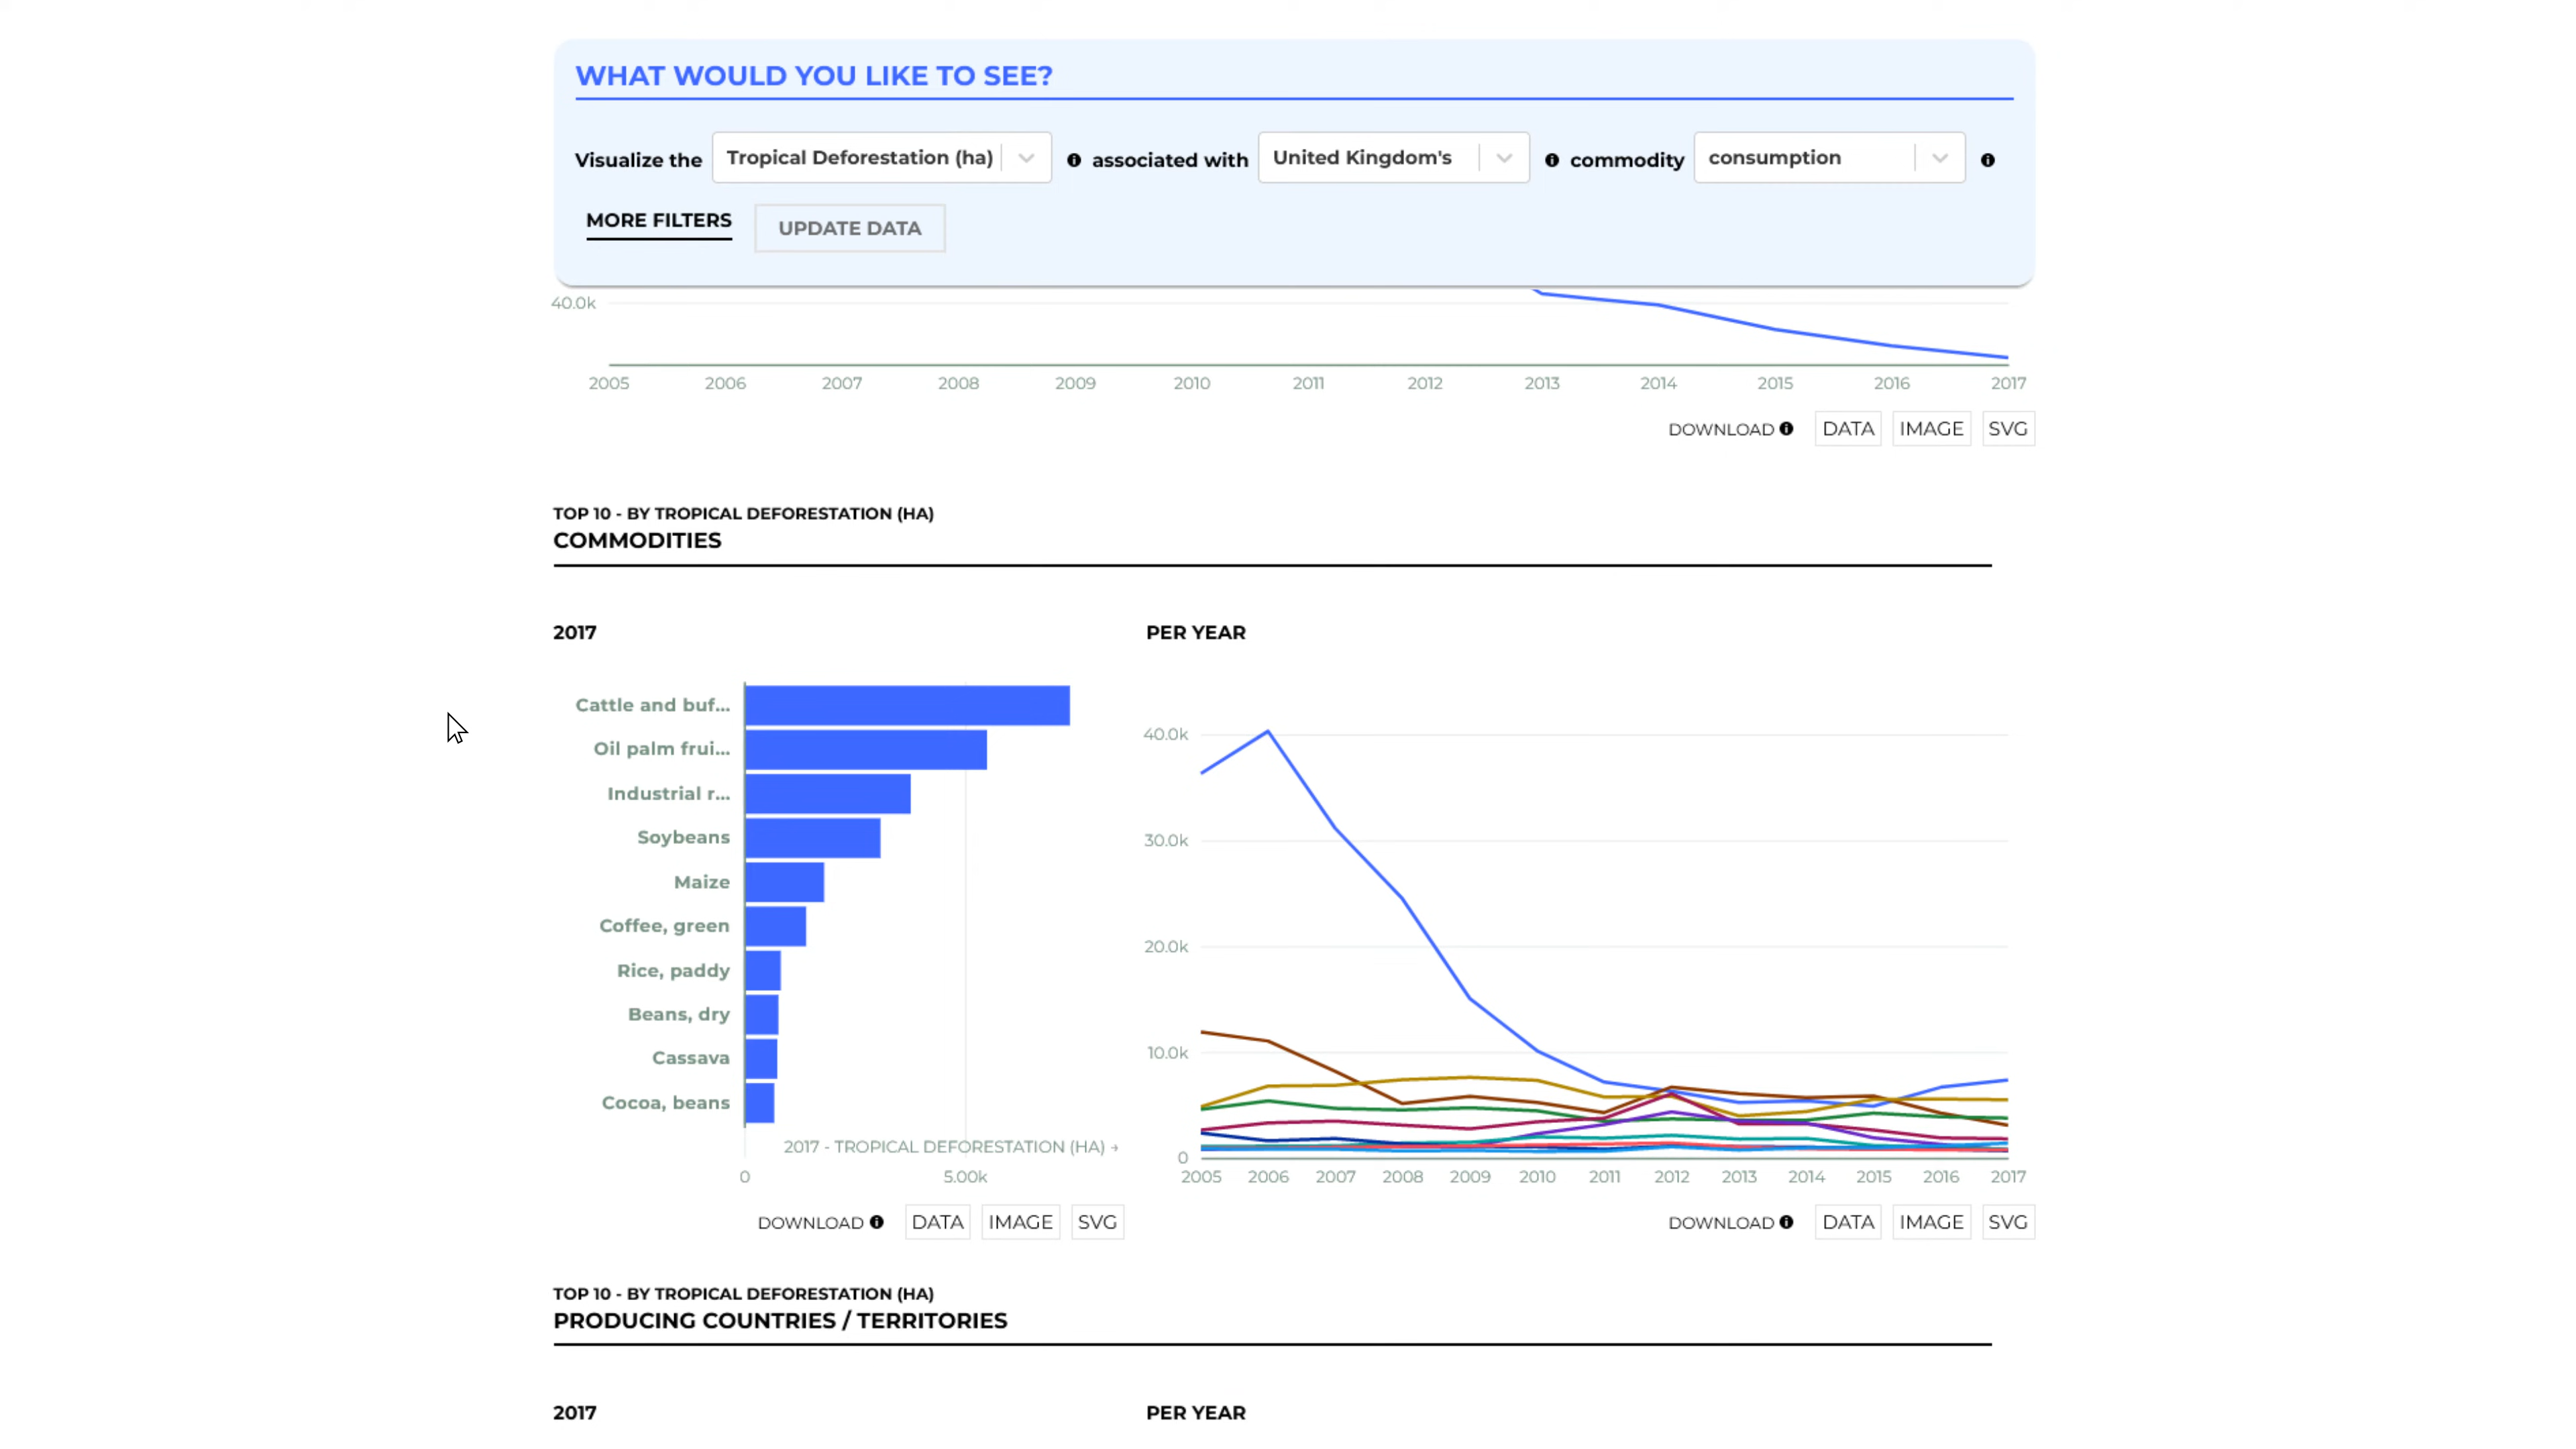 WHAT WOULD YOU LIKE TO SEE?
Visualize the Tropical Deforestation (ha) associated with United Kingdom's commodity consumption
MORE FILTERS UPDATE DATA
40.0k
2005 2006 2007 2008 2009 2010 2011 2012 2013 2014 2015 2016 2017
DOWNLOAD DATA IMAGE SVG
TOP 10 - BY TROPICAL DEFORESTATION (HA)
COMMODITIES
2017
Cattle and buf...
Oil palm frui...
Industrial r...
Soybeans
Maize
Coffee, green
Rice, paddy
Beans, dry
Cassava
Cocoa, beans
2017 - TROPICAL DEFORESTATION (HA) →
0 5.00k
DOWNLOAD DATA IMAGE SVG
PER YEAR
40.0k
30.0k
20.0k
10.0k
0
2005 2006 2007 2008 2009 2010 2011 2012 2013 2014 2015 2016 2017
DOWNLOAD DATA IMAGE SVG
TOP 10 - BY TROPICAL DEFORESTATION (HA)
PRODUCING COUNTRIES / TERRITORIES
2017
PER YEAR